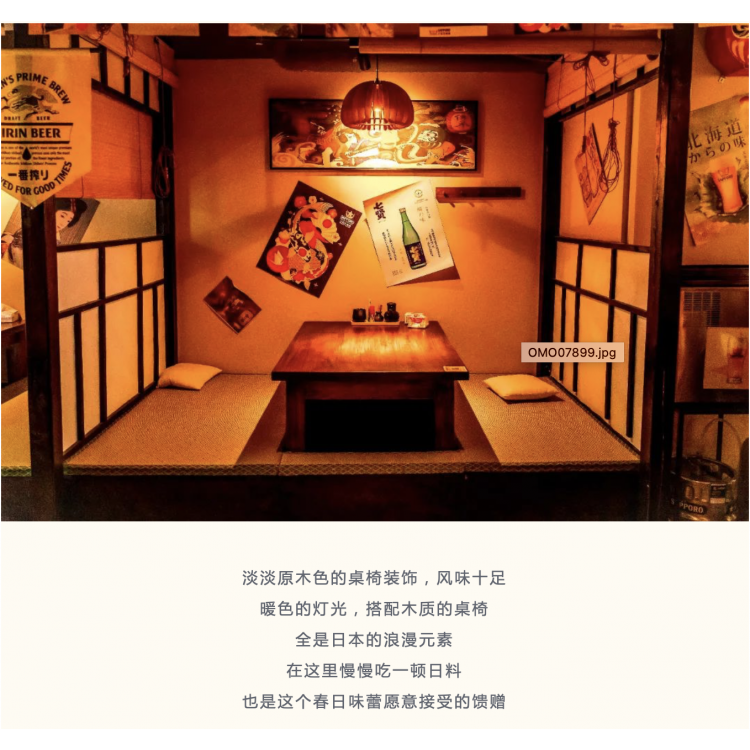 N'S PRIME BREW
DRAFT BEER
IRIN BEER
一番搾り
ED FOR GOOD TIMES
七賢
北海道
からの味
OMO07899.jpg
PPORO
淡淡原木色的桌椅装饰，风味十足
暖色的灯光，搭配木质的桌椅
全是日本的浪漫元素
在这里慢慢吃一顿日料
也是这个春日味蕾愿意接受的馈赠